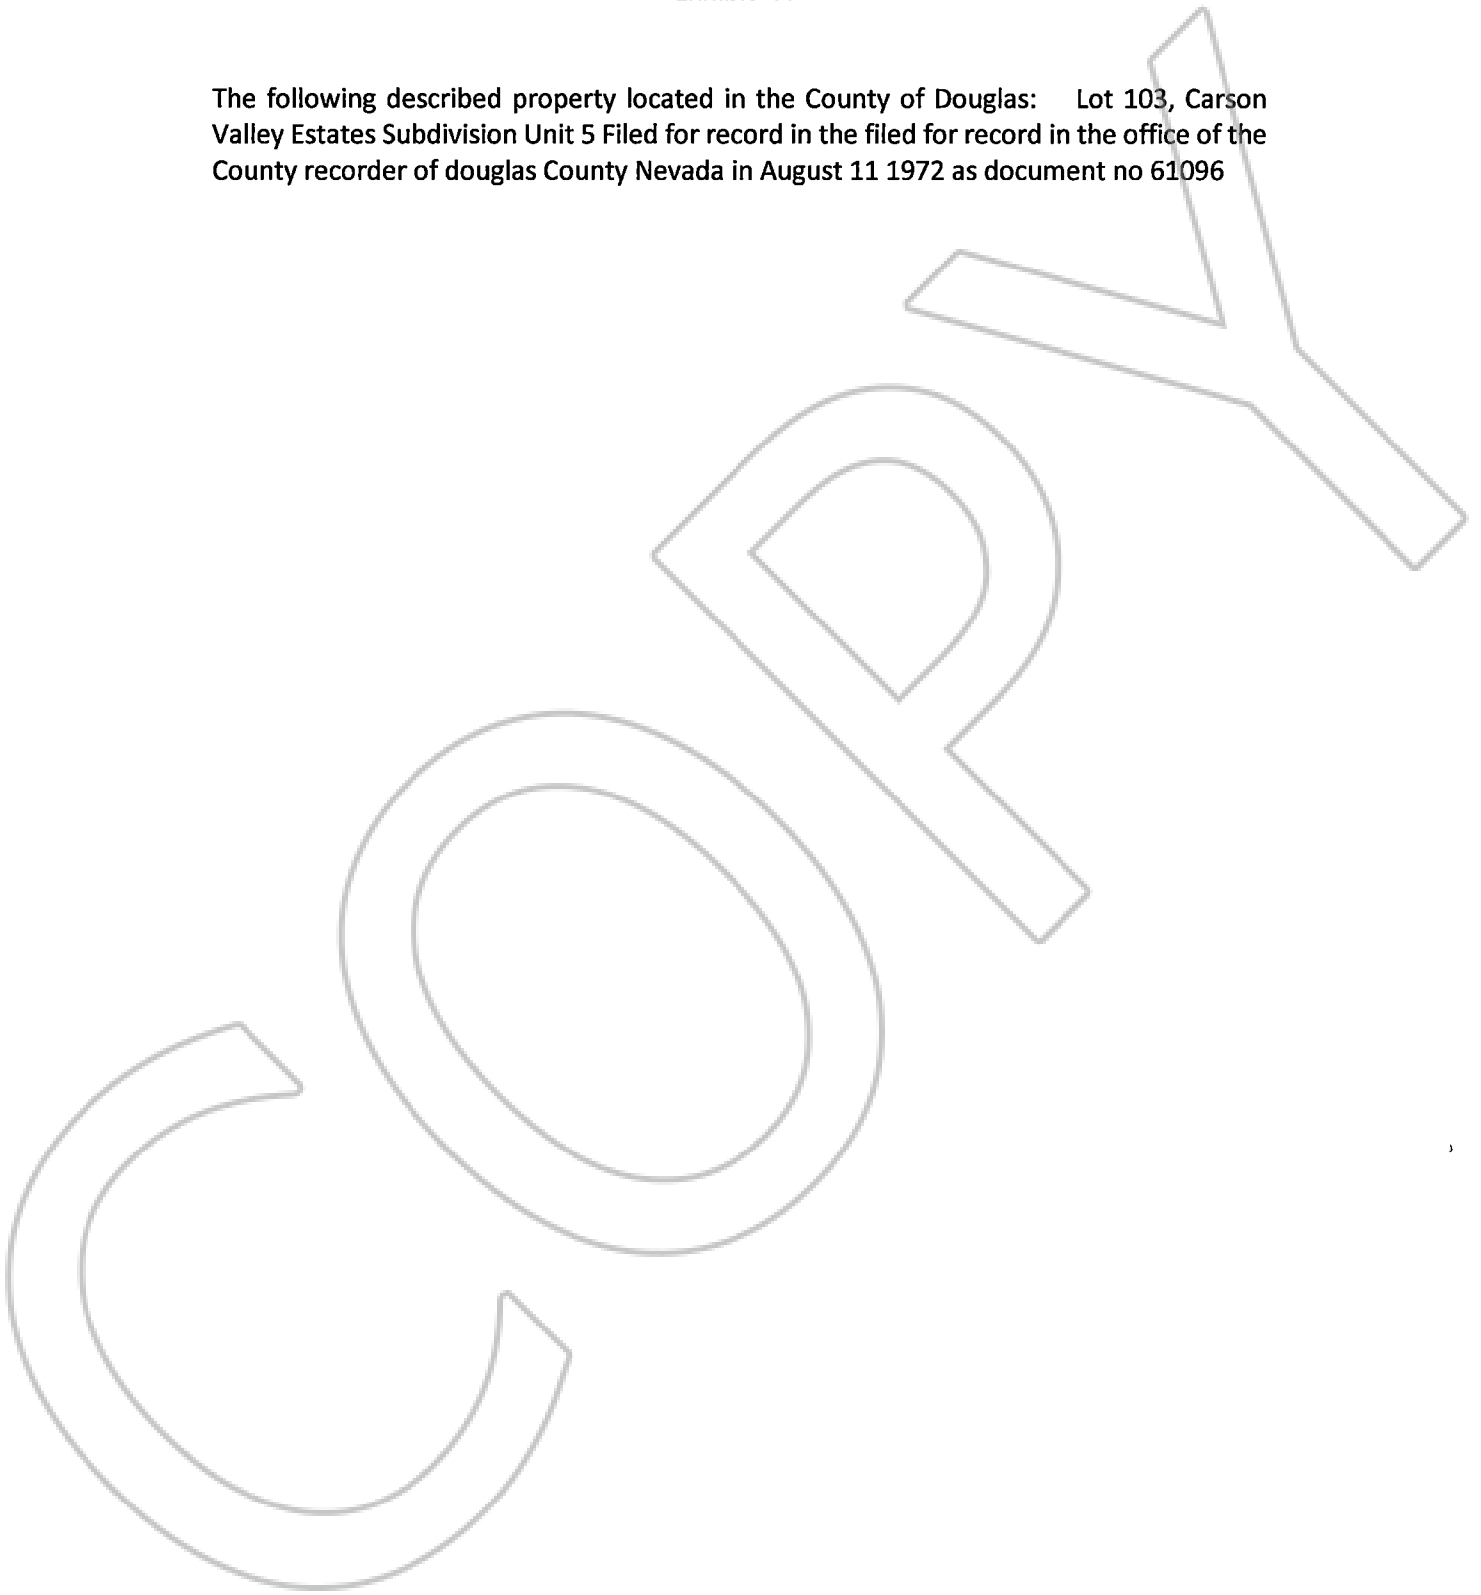 The following described property located in the County of Douglas: Lot 103, Carson
Valley Estates Subdivision Unit 5 Filed for record in the filed for record in the office of the
County recorder of douglas County Nevada in August 11 1972 as document no 61096
COPY